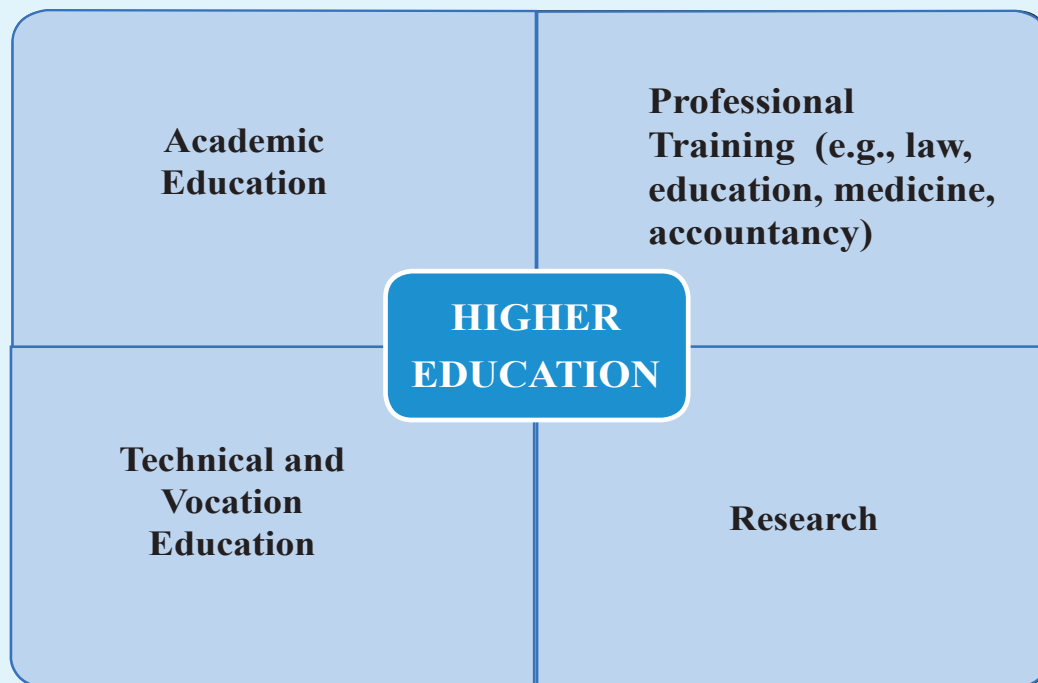 Academic
Education
Professional
Training (e.g., law,
education, medicine,
accountancy)
HIGHER
EDUCATION
Technical and
Vocation
Education
Research